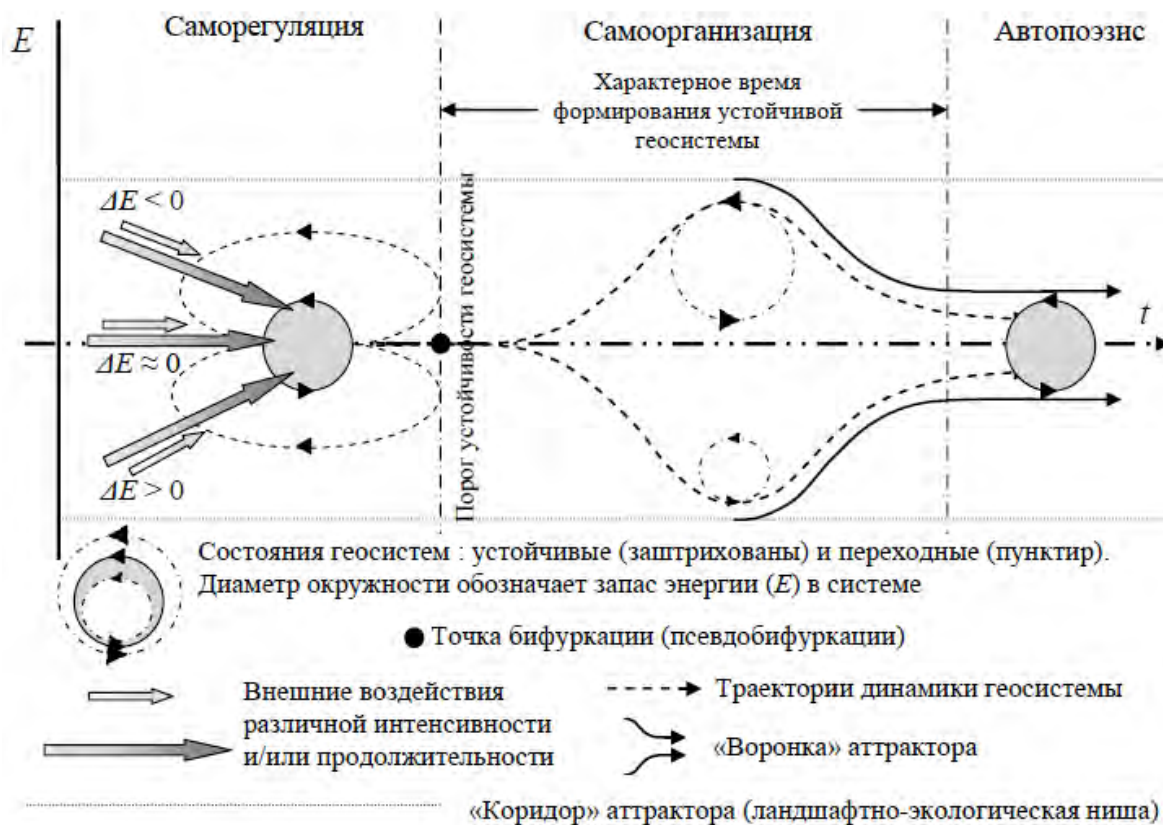 E
Саморегуляция
Самоорганизация
Автопоэзис
Характерное время
формирования устойчивой
геосистемы
Порог устойчивости геосистемы
ΔE < 0
ΔE ≈ 0
ΔE > 0
t
Состояния геосистем : устойчивые (заштрихованы) и переходные (пунктир).
Диаметр окружности обозначает запас энергии (E) в системе
Точка бифуркации (псевдобифуркации)
Внешние воздействия
различной интенсивности
и/или продолжительности
Траектории динамики геосистемы
«Воронка» аттрактора
«Коридор» аттрактора (ландшафтно-экологическая ниша)